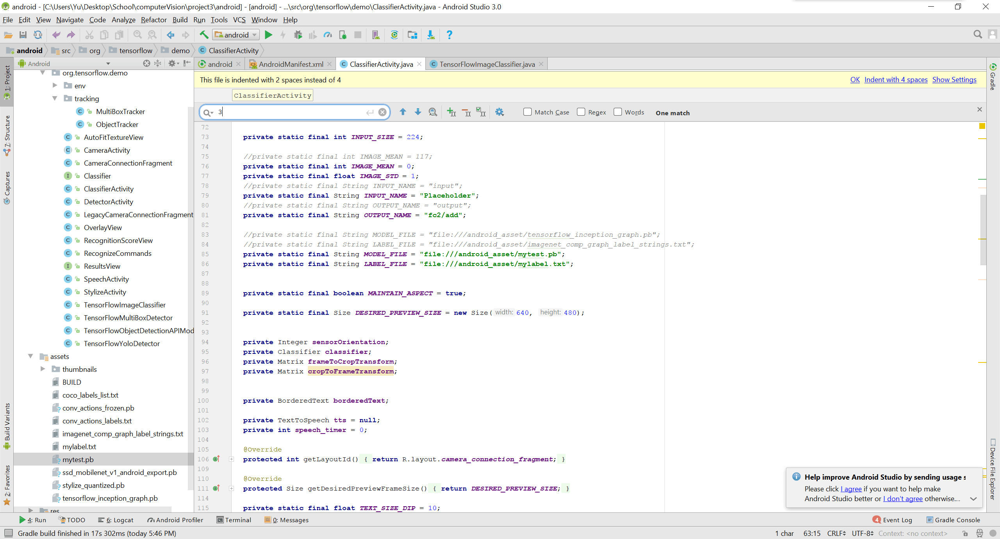 android - [C:\Users\Yu\Desktop\School\computerVision\project3\android] - [android] - ...\src\org\tensorflow\demo\ClassifierActivity.java - Android Studio 3.0
File Edit View Navigate Code Analyze Refactor Build Run Tools VCS Window Help
android
android src org tensorflow demo ClassifierActivity
Android
android AndroidManifest.xml ClassifierActivity.java TensorFlowImageClassifier.java
1: Project
7: Structure
Captures
Build Variants
2: Favorites
org.tensorflow.demo
env
tracking
MultiBoxTracker
ObjectTracker
AutoFitTextureView
CameraActivity
CameraConnectionFragment
Classifier
ClassifierActivity
DetectorActivity
LegacyCameraConnectionFragment
OverlayView
RecognitionScoreView
RecognizeCommands
ResultsView
SpeechActivity
StylizeActivity
TensorFlowImageClassifier
TensorFlowMultiBoxDetector
TensorFlowObjectDetectionAPIMod
TensorFlowYoloDetector
assets
thumbnails
BUILD
coco_labels_list.txt
conv_actions_frozen.pb
conv_actions_labels.txt
imagenet_comp_graph_label_strings.txt
mylabel.txt
mytest.pb
ssd_mobilenet_v1_android_export.pb
stylize_quantized.pb
tensorflow_inception_graph.pb
res
This file is indented with 2 spaces instead of 4 OK Indent with 4 spaces Show Settings
ClassifierActivity
3 Match Case Regex Words One match
72
73 private static final int INPUT_SIZE = 224;
74
75 //private static final int IMAGE_MEAN = 117;
76 private static final int IMAGE_MEAN = 0;
77 private static final float IMAGE_STD = 1;
78 //private static final String INPUT_NAME = "input";
79 private static final String INPUT_NAME = "Placeholder";
80 //private static final String OUTPUT_NAME = "output";
81 private static final String OUTPUT_NAME = "fc2/add";
82
83 //private static final String MODEL_FILE = "file:///android_asset/tensorflow_inception_graph.pb";
84 //private static final String LABEL_FILE = "file:///android_asset/imagenet_comp_graph_label_strings.txt";
85 private static final String MODEL_FILE = "file:///android_asset/mytest.pb";
86 private static final String LABEL_FILE = "file:///android_asset/mylabel.txt";
87
88
89 private static final boolean MAINTAIN_ASPECT = true;
90
91 private static final Size DESIRED_PREVIEW_SIZE = new Size( width: 640, height: 480);
92
93
94 private Integer sensorOrientation;
95 private Classifier classifier;
96 private Matrix frameToCropTransform;
97 private Matrix cropToFrameTransform;
98
99
100 private BorderedText borderedText;
101
102 private TextToSpeech tts = null;
103 private int speech_timer = 0;
104
105 @Override
106 protected int getLayoutId() { return R.layout.camera_connection_fragment; }
109
110 @Override
111 protected Size getDesiredPreviewFrameSize() { return DESIRED_PREVIEW_SIZE; }
114
115 private static final float TEXT_SIZE_DIP = 10;
Gradle
Device File Explorer
Help improve Android Studio by sending usage s
Please click I agree if you want to help make
Android Studio better or I don't agree otherwise....
4: Run TODO 6: Logcat Android Profiler Terminal 0: Messages 4 Event Log Gradle Console
Gradle build finished in 17s 302ms (today 5:46 PM) 1 char 63:15 CRLF UTF-8 Context: <no context>